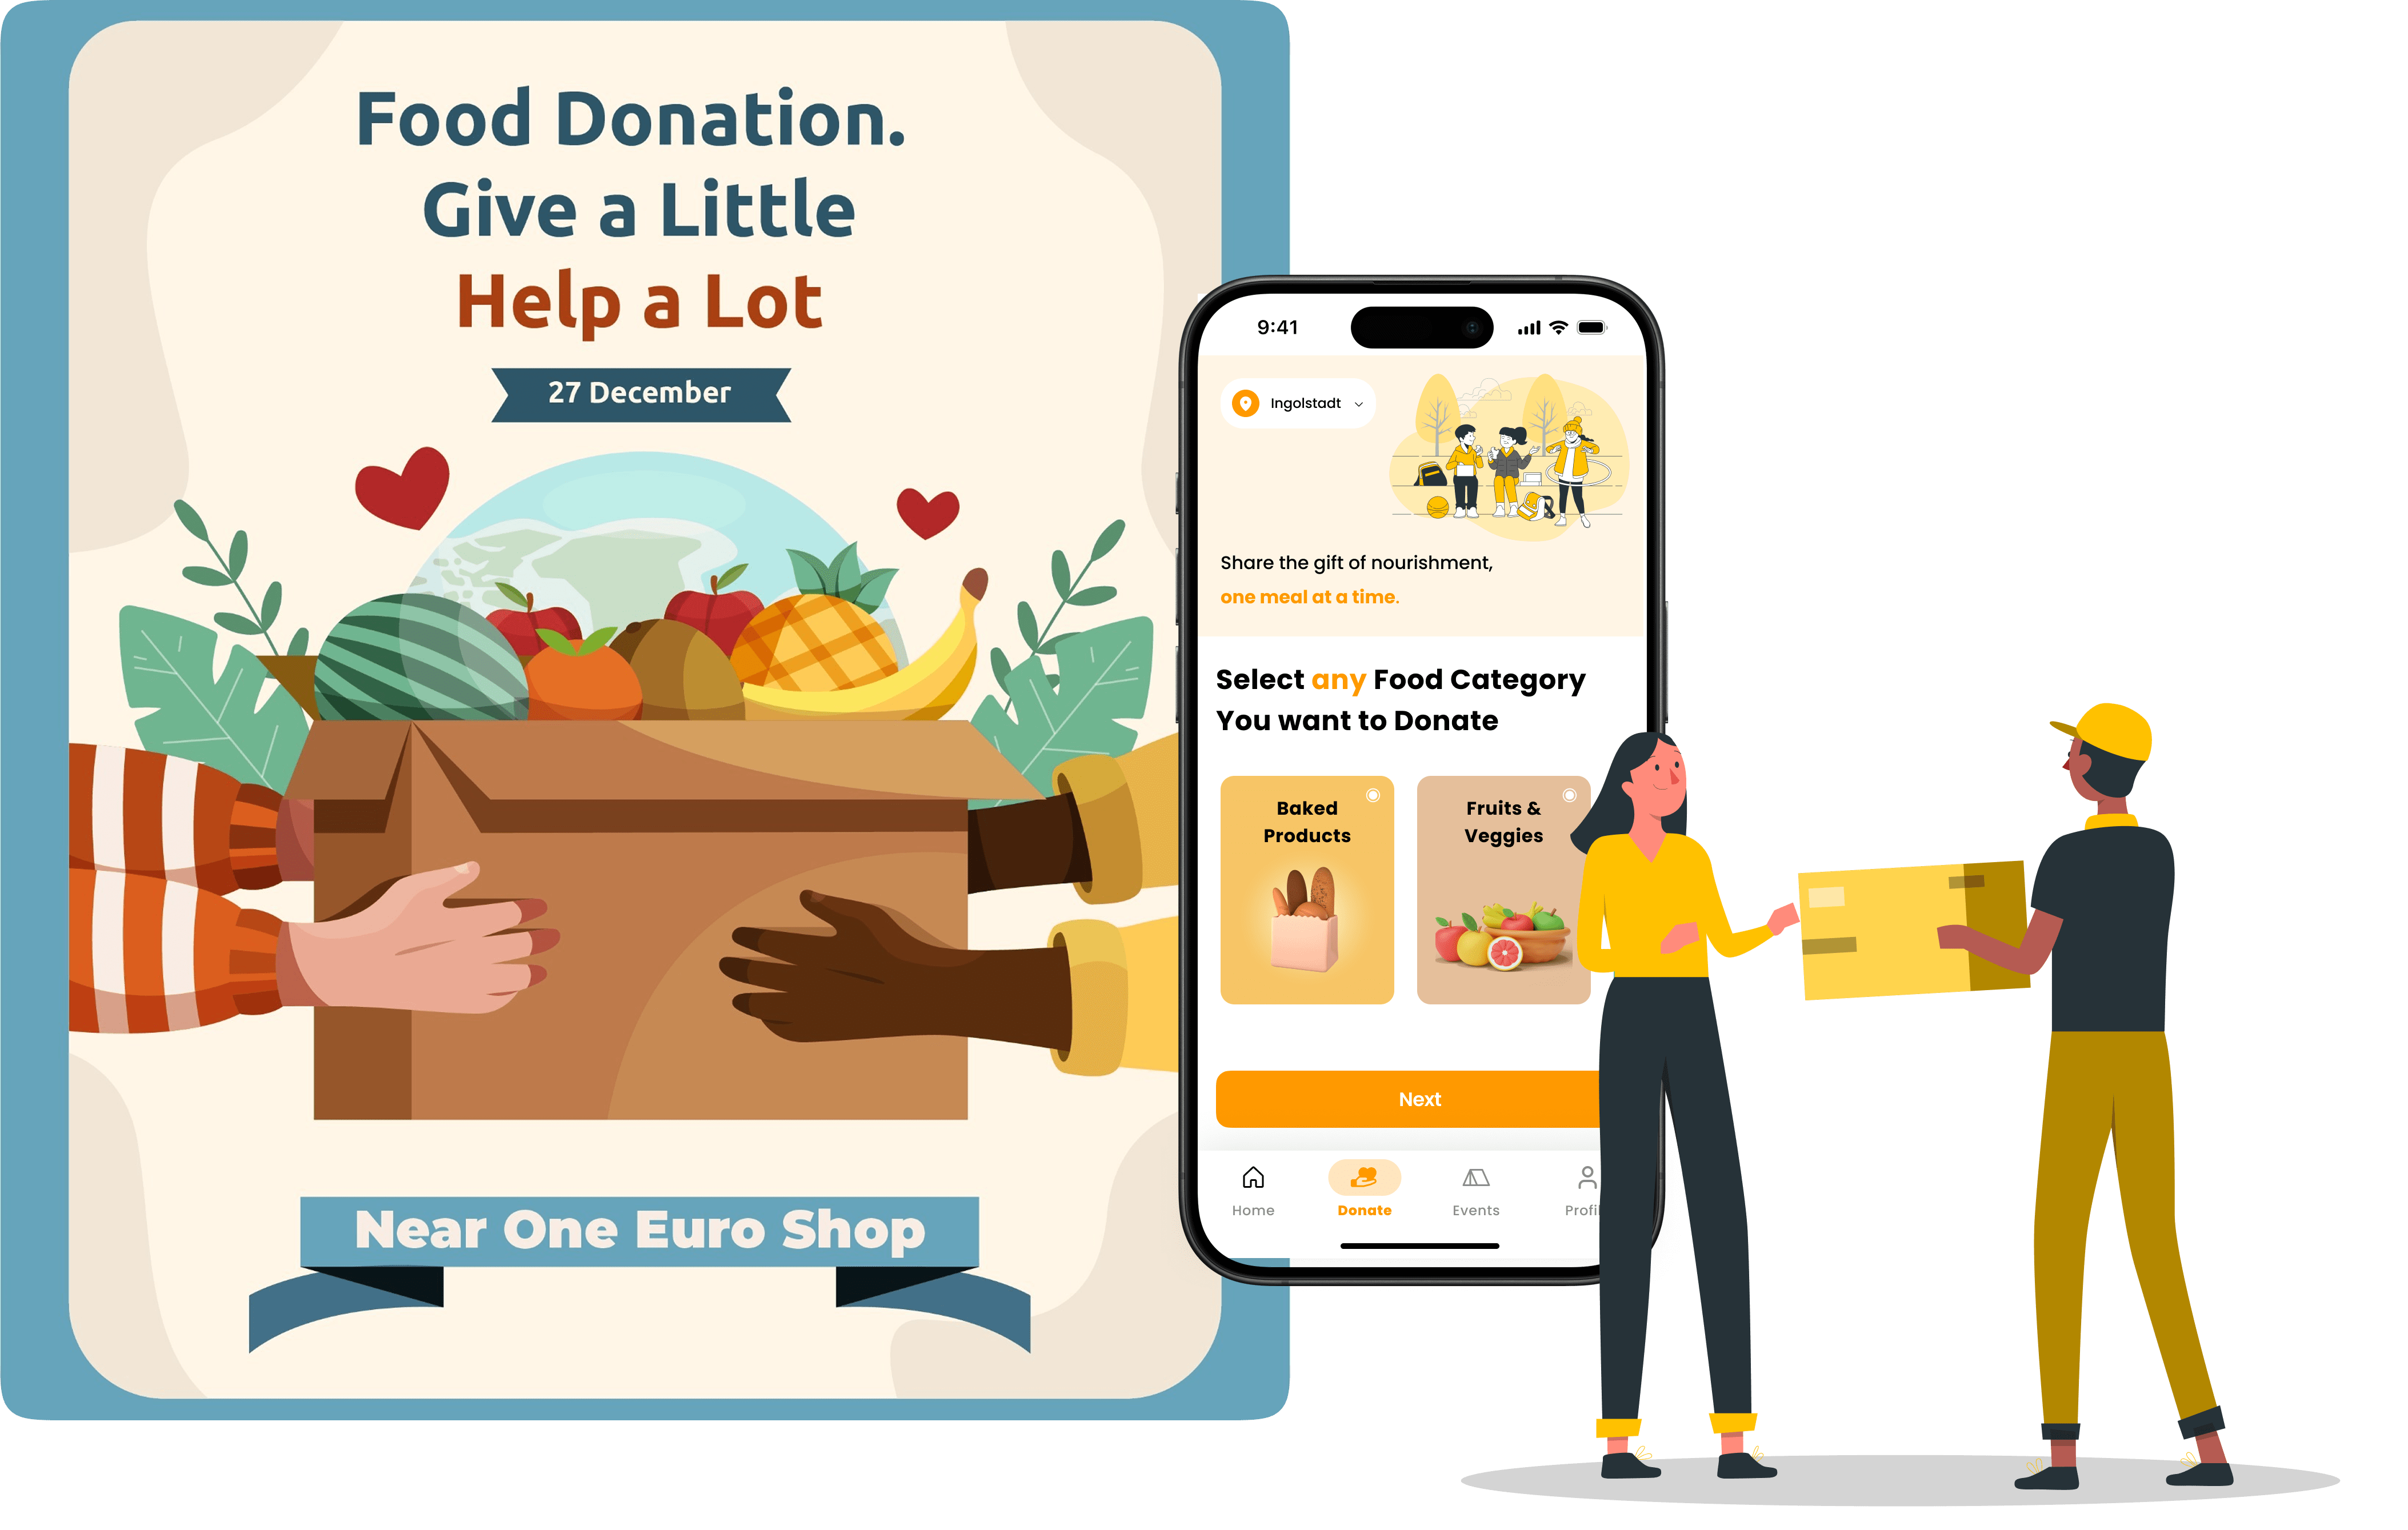 Food Donation.
Give a Little
Help a Lot
27 December
Near One Euro Shop
9:41
Ingolstadt
Share the gift of nourishment,
one meal at a time.
Select any Food Category
You want to Donate
Baked
Products
Fruits &
Veggies
Next
Home
Donate
Events